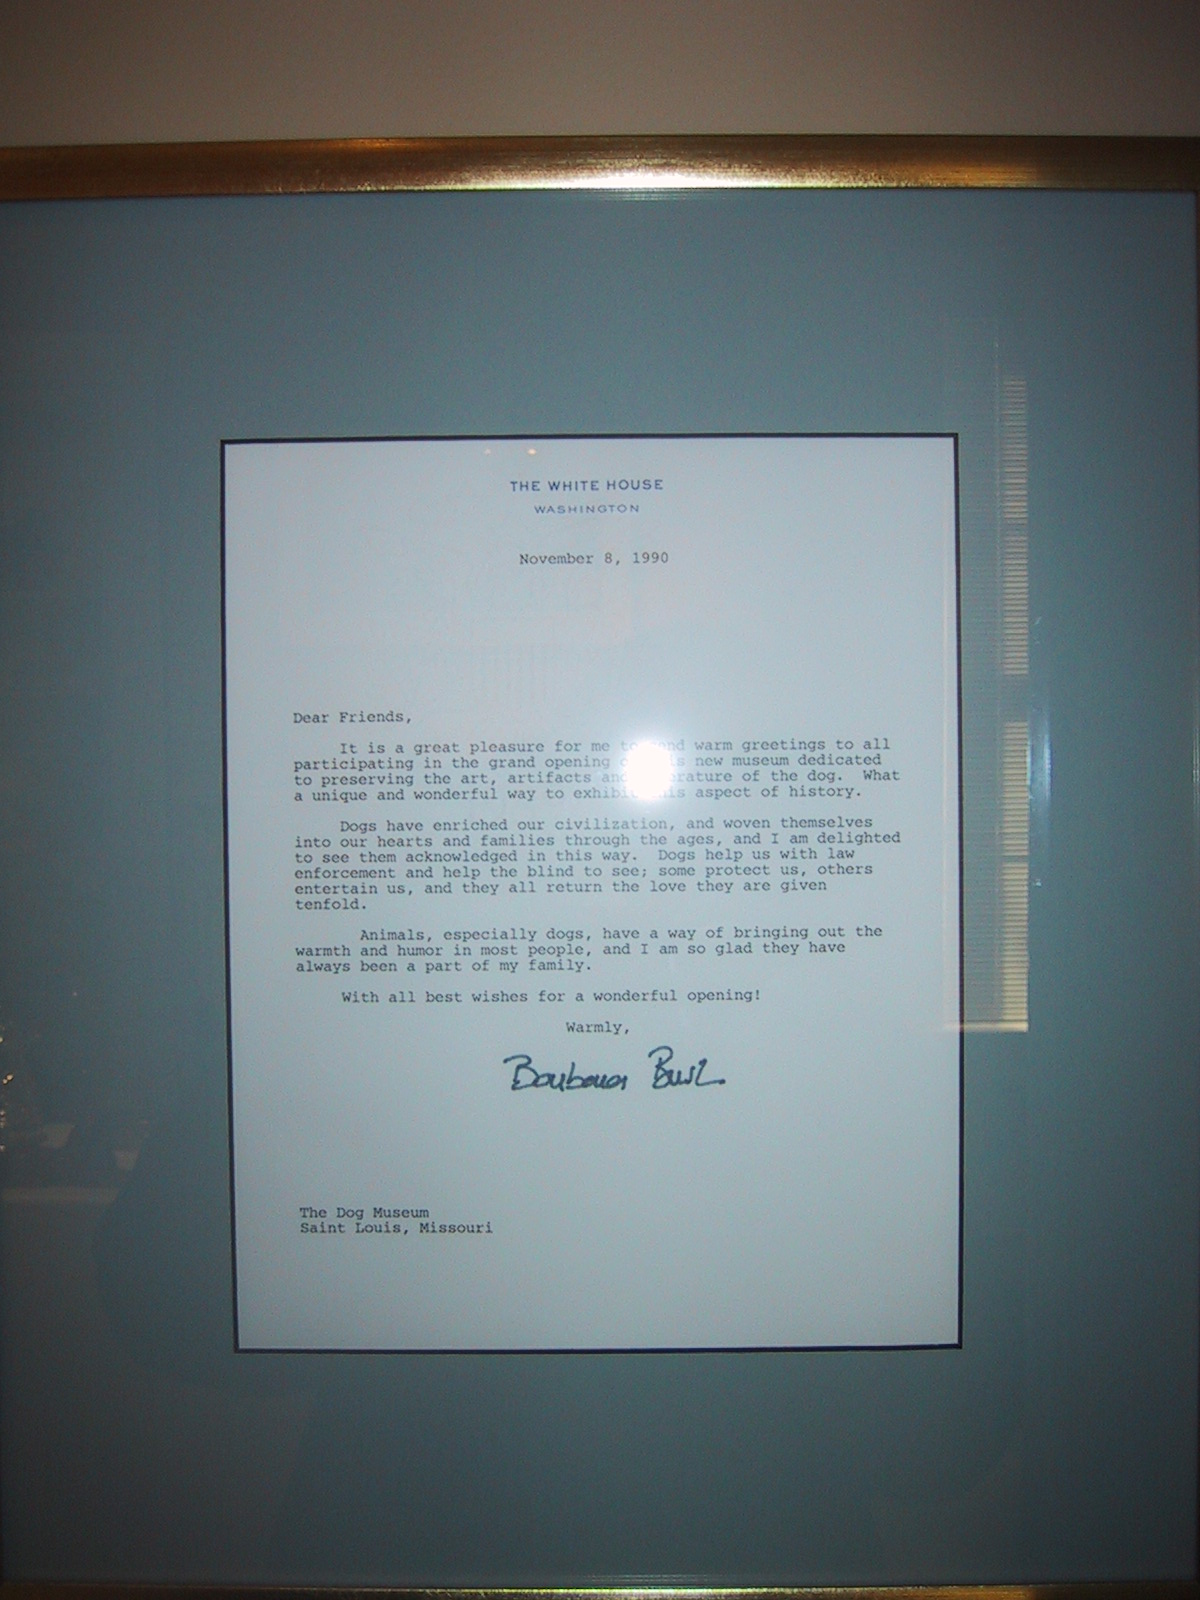 THE WHITE HOUSE
WASHINGTON
November 8, 1990
Dear Friends,
It is a great pleasure for me to send warm greetings to all
participating in the grand opening new museum dedicated
to preserving the art, artifacts and literature of the dog. What
a unique and wonderful way to exhibit this aspect of history.
Dogs have enriched our civilization, and woven themselves
into our hearts and families through the ages, and I am delighted
to see them acknowledged in this way. Dogs help us with law
enforcement and help the blind to see; some protect us, others
entertain us, and they all return the love they are given
tenfold.
Animals, especially dogs, have a way of bringing out the
warmth and humor in most people, and I am so glad they have
always been a part of my family.
With all best wishes for a wonderful opening!
Warmly,
Barbara Bush
The Dog Museum
Saint Louis, Missouri